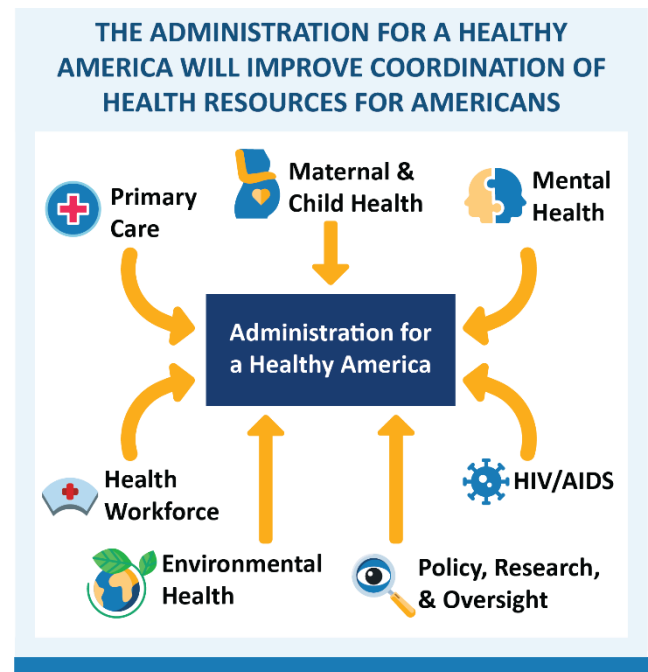 THE ADMINISTRATION FOR A HEALTHY
AMERICA WILL IMPROVE COORDINATION OF
HEALTH RESOURCES FOR AMERICANS
Primary
Care
Maternal &
Child Health
Mental
Health
Administration for
a Healthy America
Health
Workforce
HIV/AIDS
Environmental
Health
Policy, Research,
& Oversight